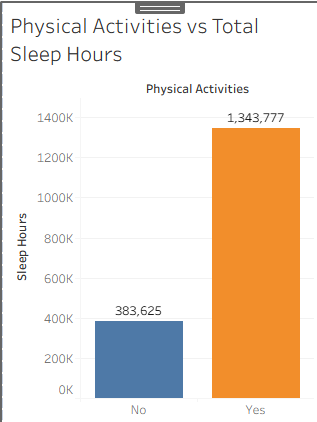 Physical Activities vs Total
Sleep Hours
Physical Activities
1400K
1200K
1000K
800K
600K
400K
200K
0K
Sleep Hours
383,625
1,343,777
No
Yes